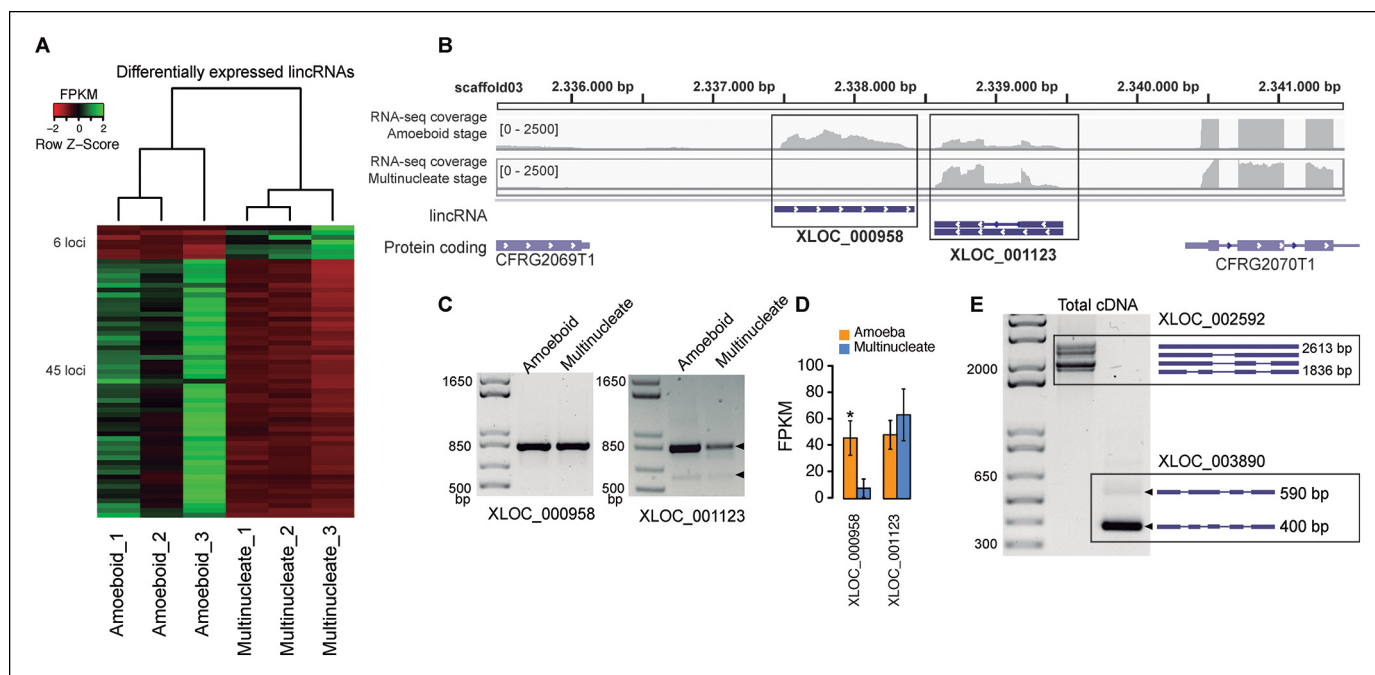 A
Differentially expressed lincRNAs
FPKM
−2 0 2
Row Z−Score
6 loci
45 loci
Amoeboid_1
Amoeboid_2
Amoeboid_3
Multinucleate_1
Multinucleate_2
Multinucleate_3
B
scaffold03
2.336.000 bp
2.337.000 bp
2.338.000 bp
2.339.000 bp
2.340.000 bp
2.341.000 bp
RNA-seq coverage
Amoeboid stage
[0 - 2500]
RNA-seq coverage
Multinucleate stage
[0 - 2500]
lincRNA
XLOC_000958
XLOC_001123
Protein coding
CFRG2069T1
CFRG2070T1
C
Amoeboid
Multinucleate
1650
850
500
bp
XLOC_000958
Amoeboid
Multinucleate
1650
850
500
bp
XLOC_001123
D
Amoeba
Multinucleate
FPKM
100
80
60
40
20
0
*
XLOC_000958
XLOC_001123
E
Total cDNA
2000
650
300
XLOC_002592
2613 bp
1836 bp
XLOC_003890
590 bp
400 bp